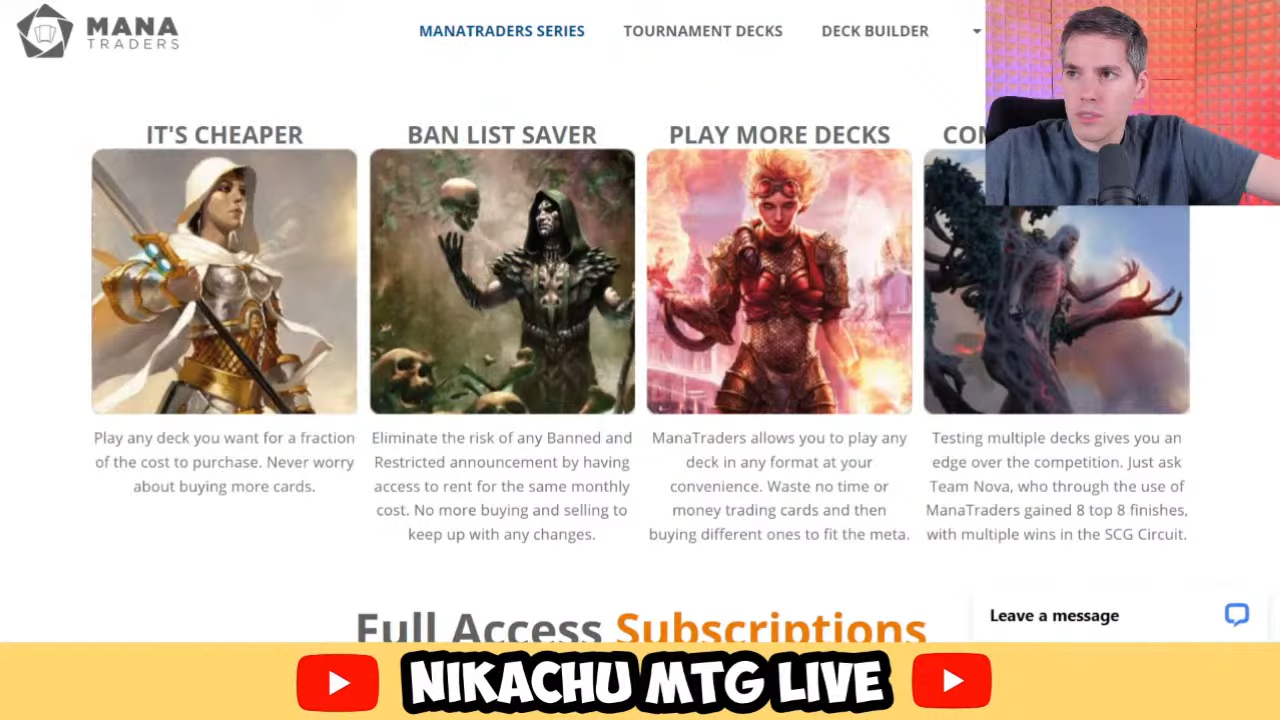 MANA
TRADERS
MANATRADERS SERIES
TOURNAMENT DECKS
DECK BUILDER
IT'S CHEAPER
BAN LIST SAVER
PLAY MORE DECKS
Play any deck you want for a fraction
of the cost to purchase. Never worry
about buying more cards.
Eliminate the risk of any Banned and
Restricted announcement by having
access to rent for the same monthly
cost. No more buying and selling to
keep up with any changes.
ManaTraders allows you to play any
deck in any format at your
convenience. Waste no time or
money trading cards and then
buying different ones to fit the meta.
Testing multiple decks gives you an
edge over the competition. Just ask
Team Nova, who through the use of
ManaTraders gained 8 top 8 finishes,
with multiple wins in the SCG Circuit.
Full Access Subscriptions
Leave a message
NIKACHU MTG LIVE